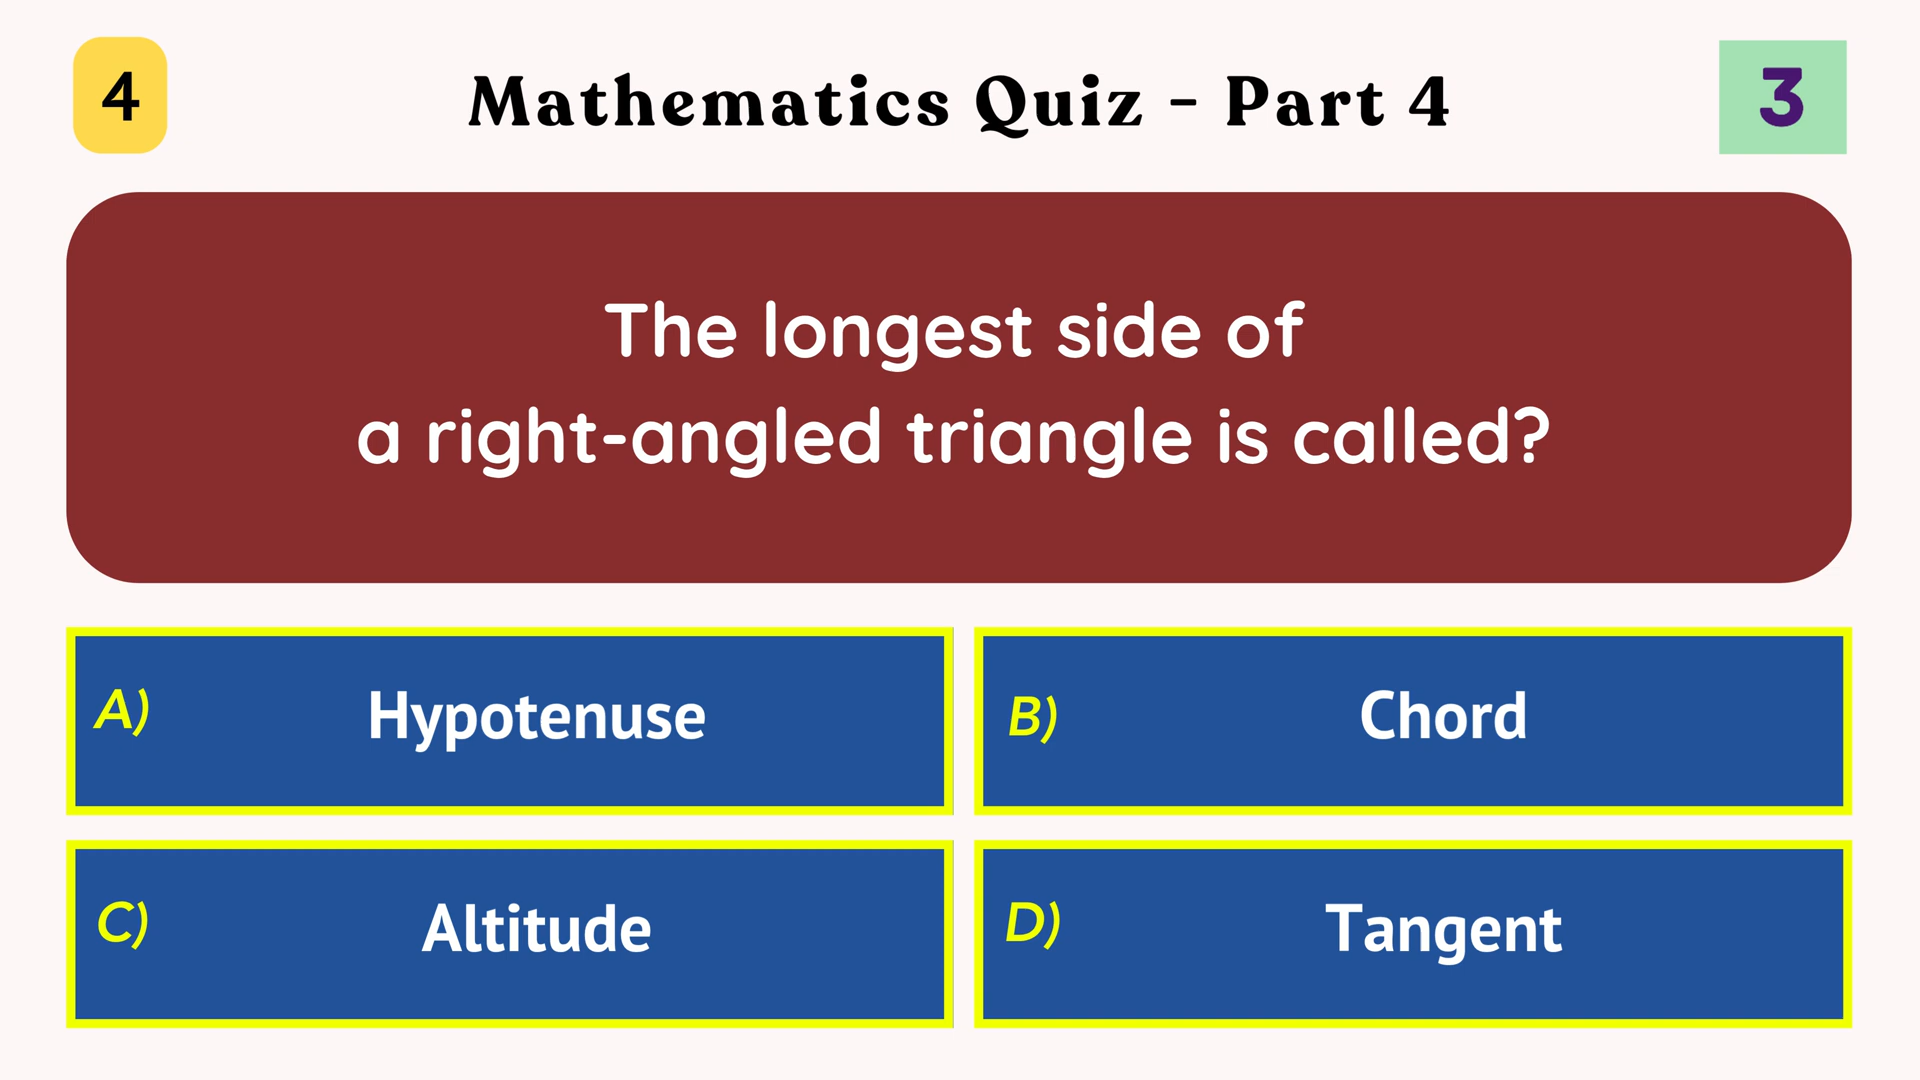 4
Mathematics Quiz - Part 4
3
The longest side of
a right-angled triangle is called?
A) Hypotenuse
B) Chord
C) Altitude
D) Tangent